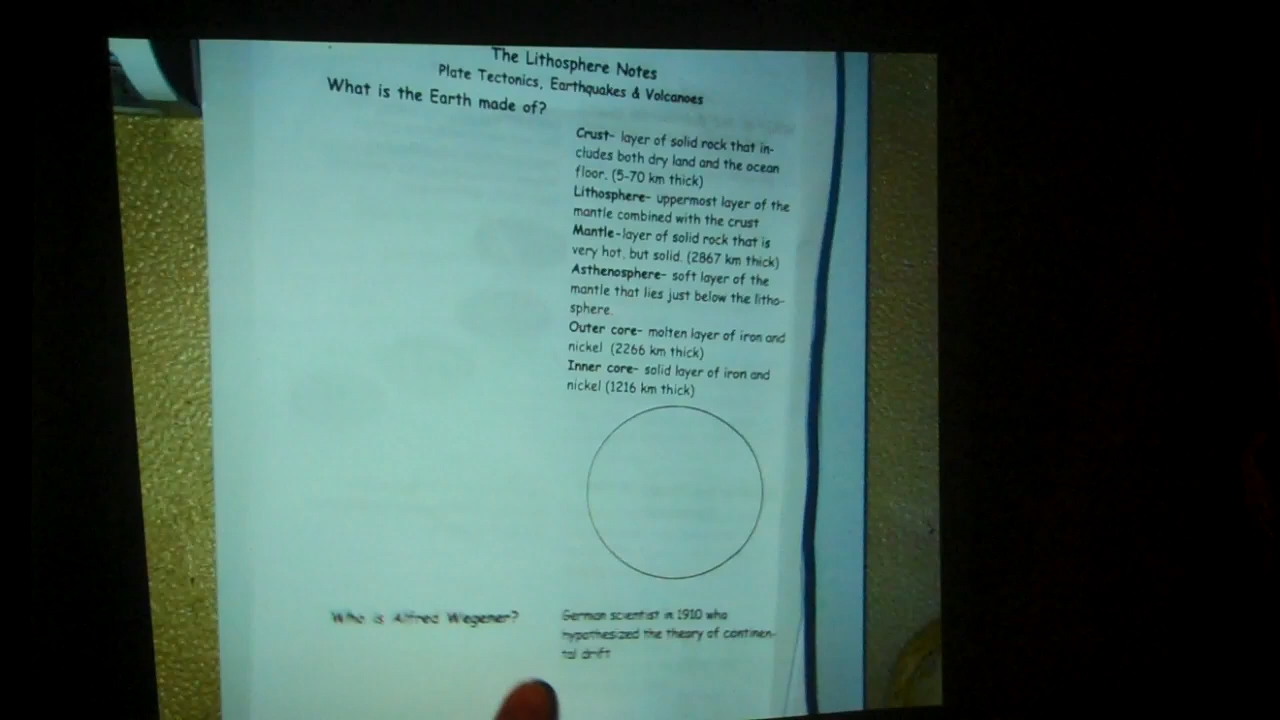 The Lithosphere Notes
Plate Tectonics, Earthquakes & Volcanoes
What is the Earth made of?
Crust- layer of solid rock that in-
cludes both dry land and the ocean
floor. (5-70 km thick)
Lithosphere- uppermost layer of the
mantle combined with the crust
Mantle-layer of solid rock that is
very hot, but solid. (2867 km thick)
Asthenosphere- soft layer of the
mantle that lies just below the litho-
sphere.
Outer core- molten layer of iron and
nickel (2266 km thick)
Inner core- solid layer of iron and
nickel (1216 km thick)
Who is Alfred Wegener?
German scientist in 1910 who
hypothesized the theory of continen-
tal drift